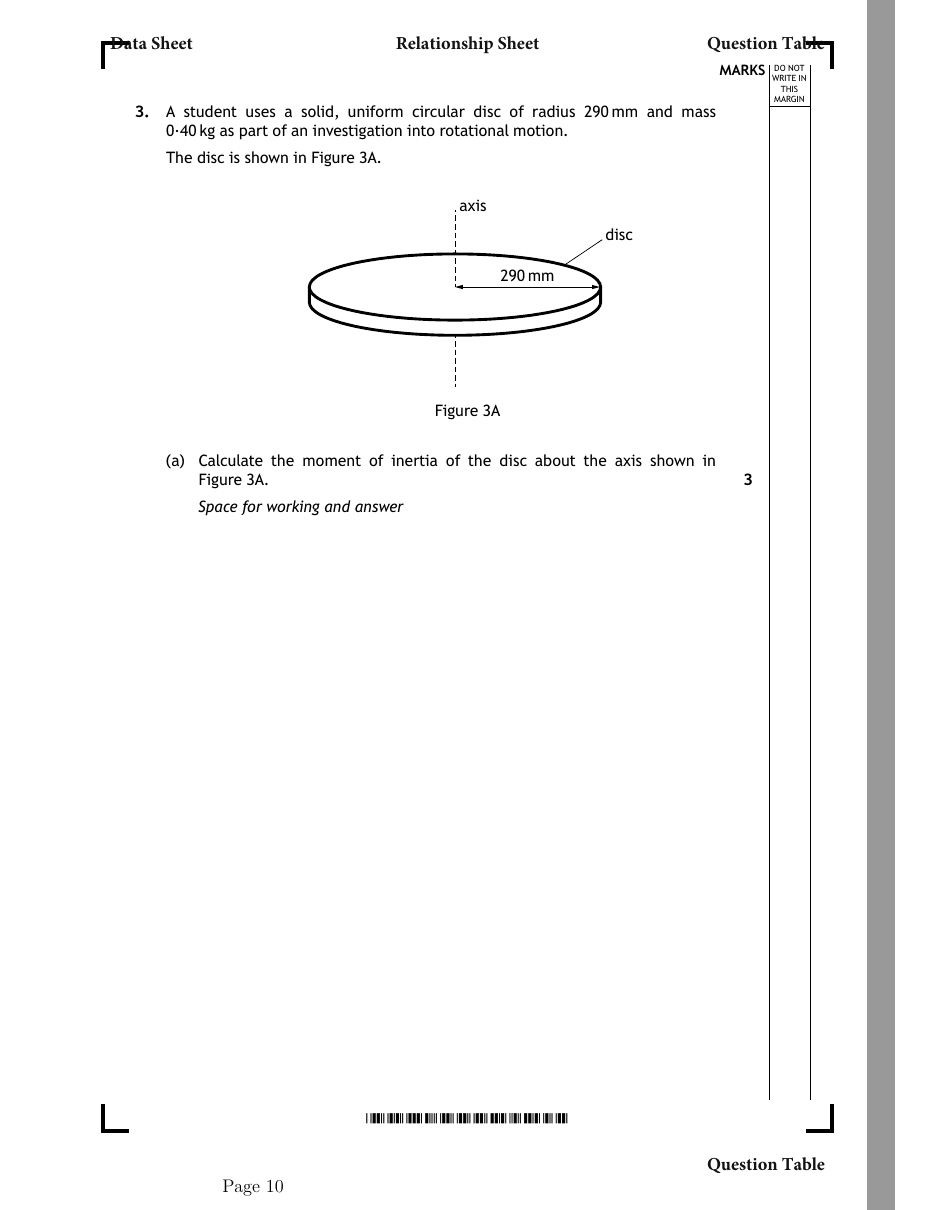 Data Sheet
Relationship Sheet
Question Table
MARKS
DO NOT
WRITE IN
THIS
MARGIN
3. A student uses a solid, uniform circular disc of radius 290 mm and mass
0·40 kg as part of an investigation into rotational motion.
The disc is shown in Figure 3A.
axis
disc
290 mm
Figure 3A
(a) Calculate the moment of inertia of the disc about the axis shown in
Figure 3A.
3
Space for working and answer
Question Table
Page 10